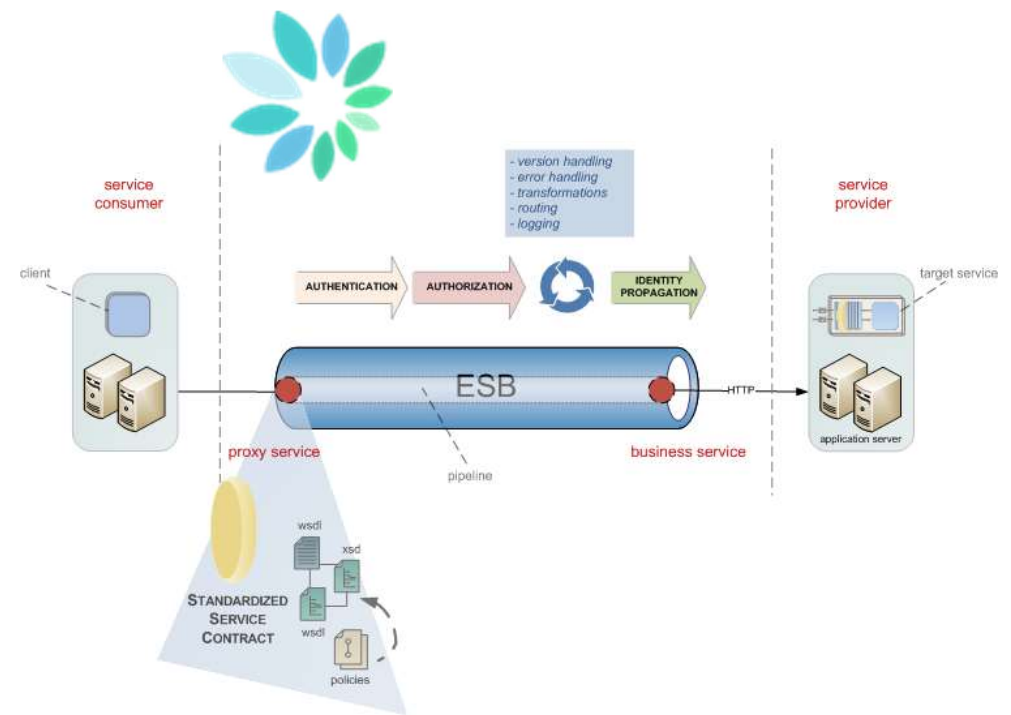 - version handling
- error handling
- transformations
- routing
- logging
service
consumer
service
provider
client
target service
AUTHENTICATION
AUTHORIZATION
IDENTITY
PROPAGATION
ESB
HTTP
application server
proxy service
business service
pipeline
wsdl
xsd
STANDARDIZED
SERVICE
CONTRACT
wsdl
policies